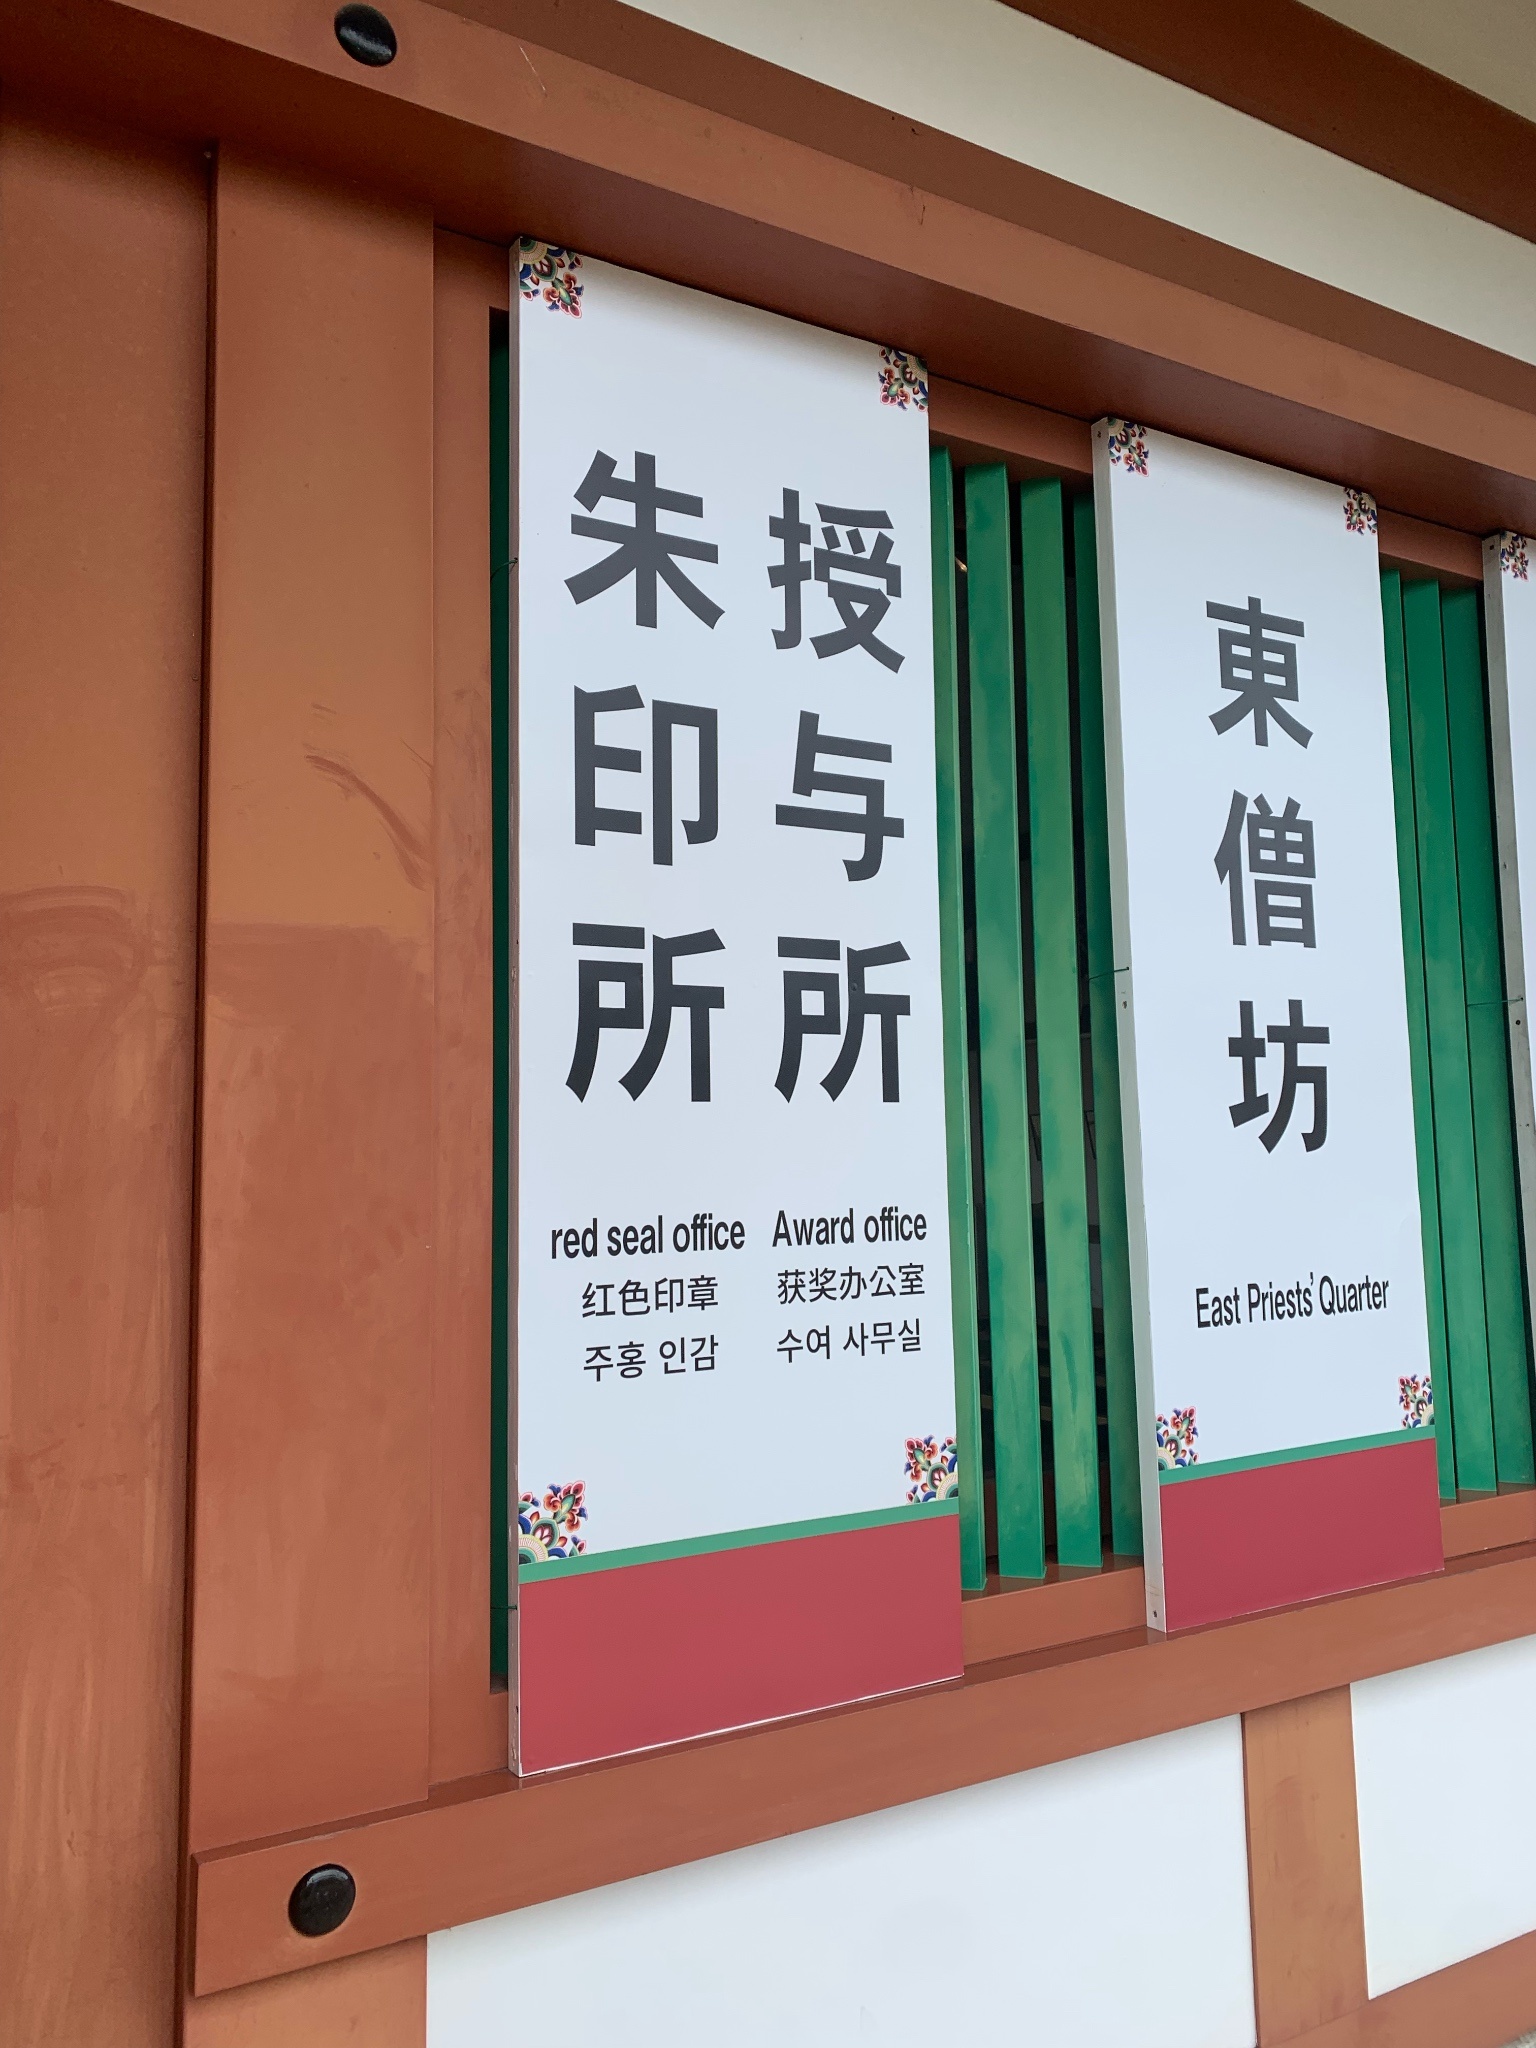 授与所
朱印所
red seal office
红色印章
주홍 인감
Award office
获奖办公室
수여 사무실
東僧坊
East Priests' Quarter